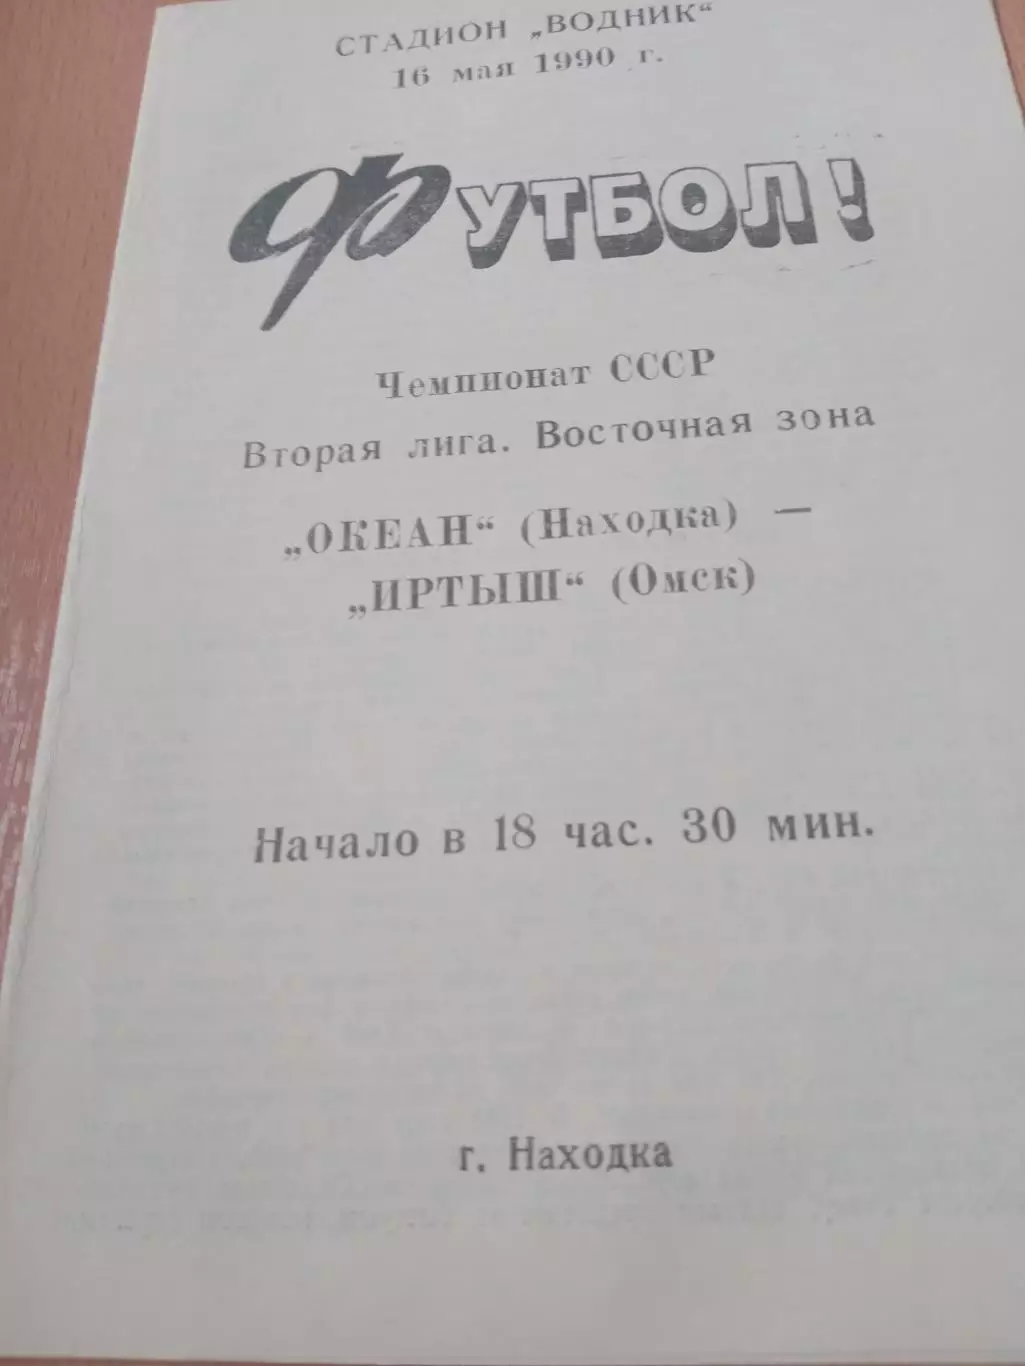 СТАДИОН „ВОДНИК“
16 мая 1990 г.
ФУТБОЛ!
Чемпионат СССР
Вторая лига. Восточная зона
„ОКЕАН“ (Находка) —
„ИРТЫШ“ (Омск)
Начало в 18 час. 30 мин.
г. Находка